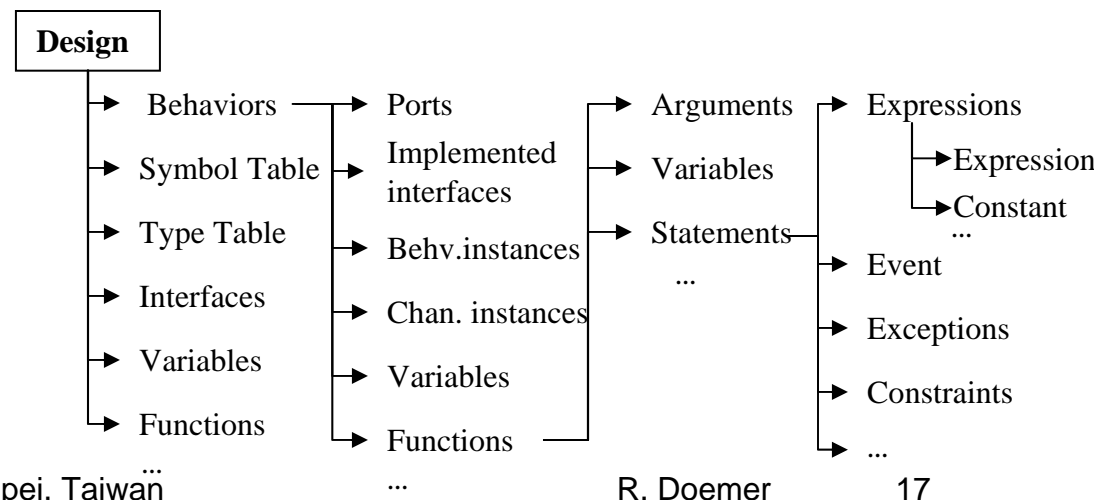 Design
Behaviors
Symbol Table
Type Table
Interfaces
Variables
Functions
...
Ports
Implemented
interfaces
Behv.instances
Chan. instances
Variables
Functions
...
Arguments
Variables
Statements
...
Expressions
Expression
Constant
...
Event
Exceptions
Constraints
...
Taiwan
R. Doemer
17